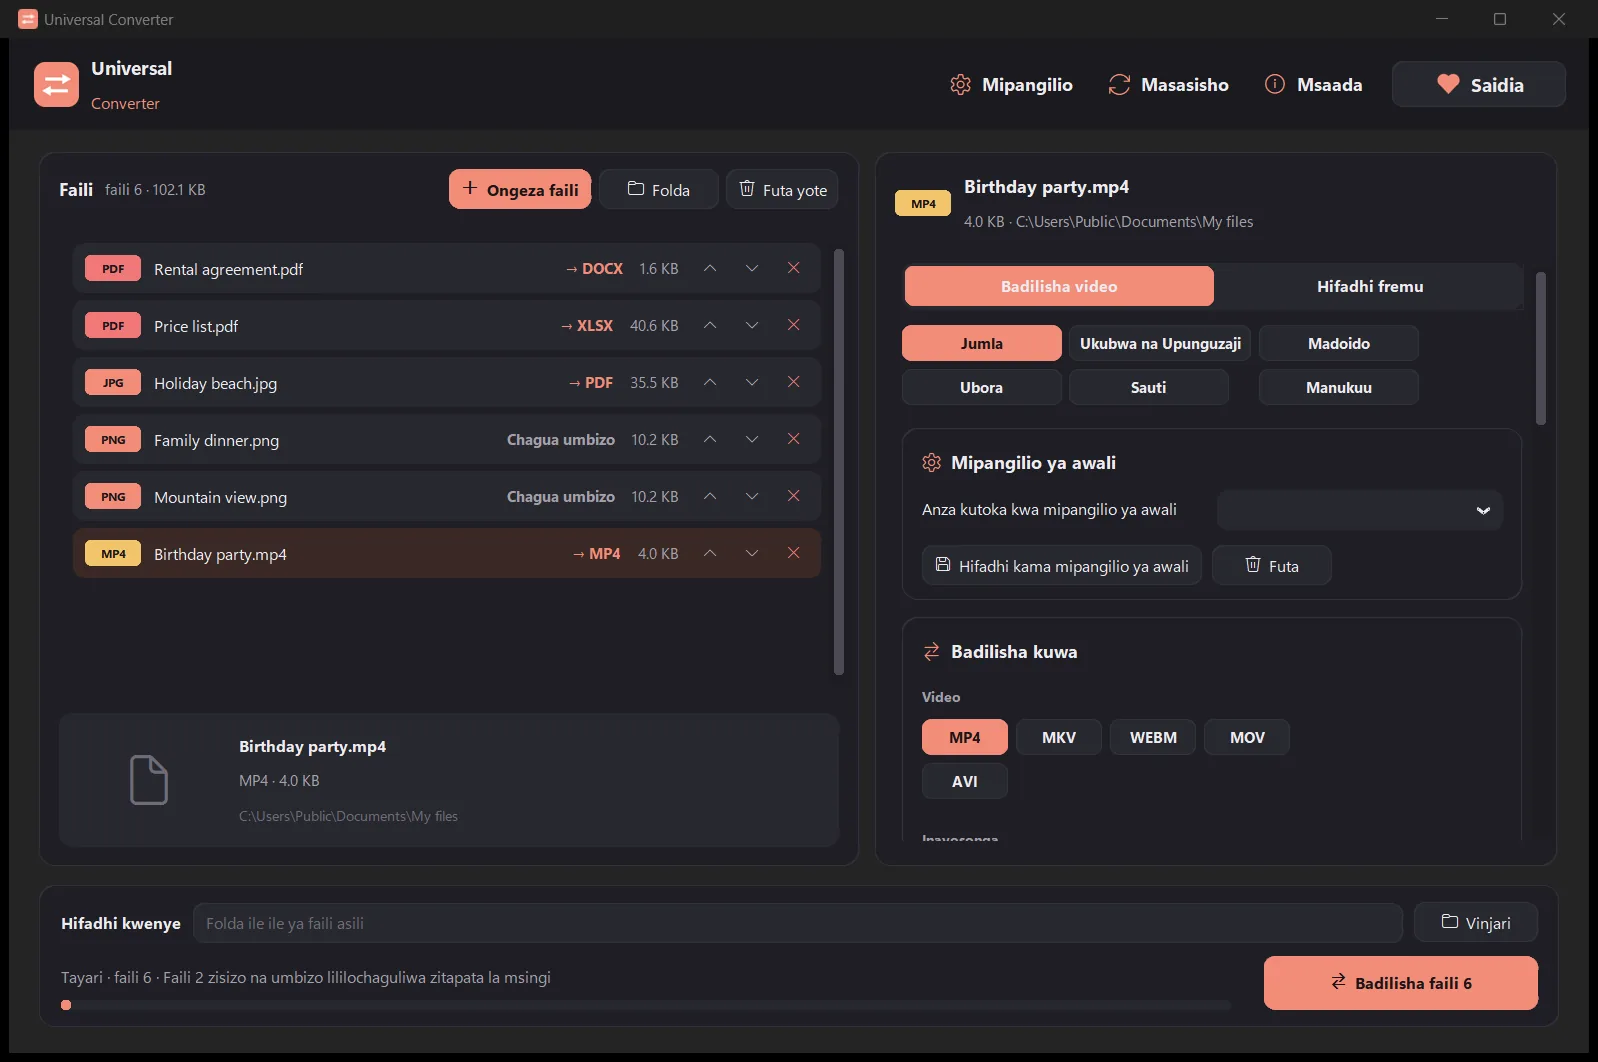 Universal Converter
Universal
Converter
Mipangilio
Masasisho
Msaada
Saidia
Faili
faili 6 · 102.1 KB
Ongeza faili
Folda
Futa yote
PDF Rental agreement.pdf → DOCX 1.6 KB
PDF Price list.pdf → XLSX 40.6 KB
JPG Holiday beach.jpg → PDF 35.5 KB
PNG Family dinner.png Chagua umbizo 10.2 KB
PNG Mountain view.png Chagua umbizo 10.2 KB
MP4 Birthday party.mp4 → MP4 4.0 KB
Birthday party.mp4
MP4 · 4.0 KB
C:\Users\Public\Documents\My files
MP4
Birthday party.mp4
4.0 KB · C:\Users\Public\Documents\My files
Badilisha video
Hifadhi fremu
Jumla
Ukubwa na Upunguzaji
Madoido
Ubora
Sauti
Manukuu
Mipangilio ya awali
Anza kutoka kwa mipangilio ya awali
Hifadhi kama mipangilio ya awali
Futa
Badilisha kuwa
Video
MP4
MKV
WEBM
MOV
AVI
Hifadhi kwenye
Folda ile ile ya faili asili
Vinjari
Tayari · faili 6 · Faili 2 zisizo na umbizo lililochaguliwa zitapata la msingi
Badilisha faili 6